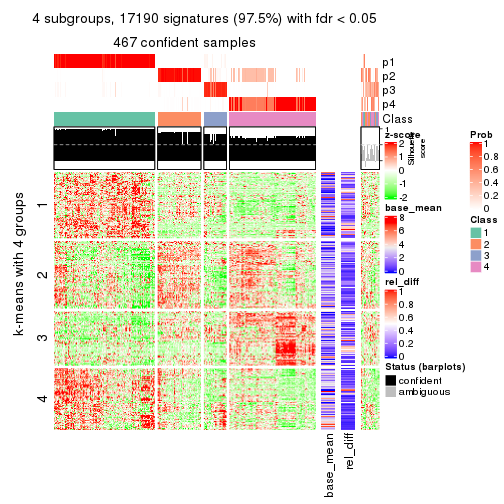 4 subgroups, 17190 signatures (97.5%) with fdr < 0.05
467 confident samples
p1
p2
p3
p4
Class
1
Silhouette
score
z-score
2
1
0
-1
-2
Prob
1
0.8
0.6
0.4
0.2
0
base_mean
8
6
4
2
0
Class
1
2
3
4
rel_diff
1
0.8
0.6
0.4
0.2
0
Status (barplots)
confident
ambiguous
k-means with 4 groups
1
2
3
4
base_mean
rel_diff